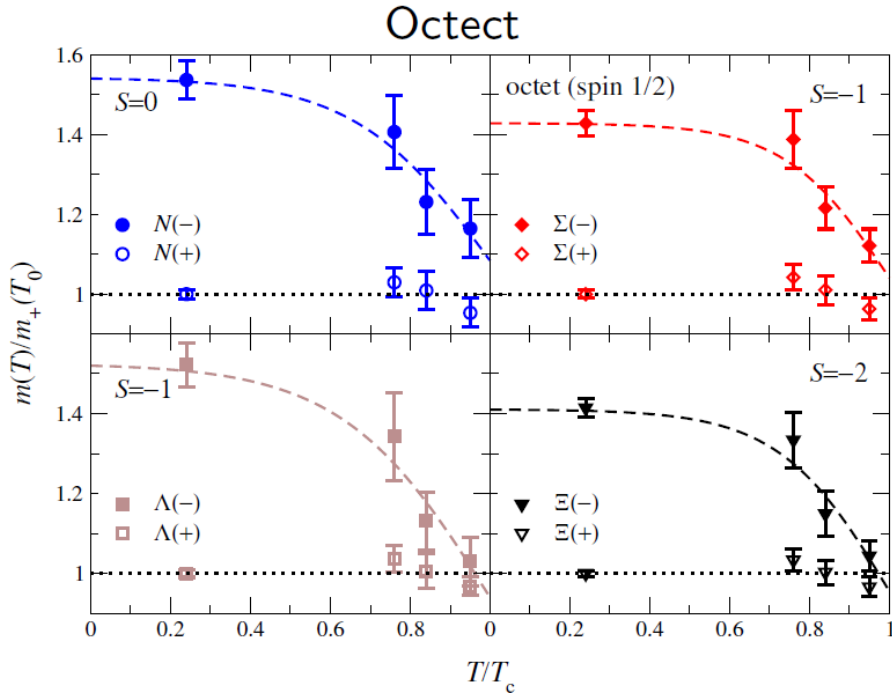 Octect
1.6
1.4
1.2
1
1.4
1.2
1
m(T)/m₊(T₀)
S=0
N(−)
N(+)
octet (spin 1/2)
S=−1
Σ(−)
Σ(+)
S=−1
Λ(−)
Λ(+)
S=−2
Ξ(−)
Ξ(+)
0 0.2 0.4 0.6 0.8 0 0.2 0.4 0.6 0.8 1
T/Tc